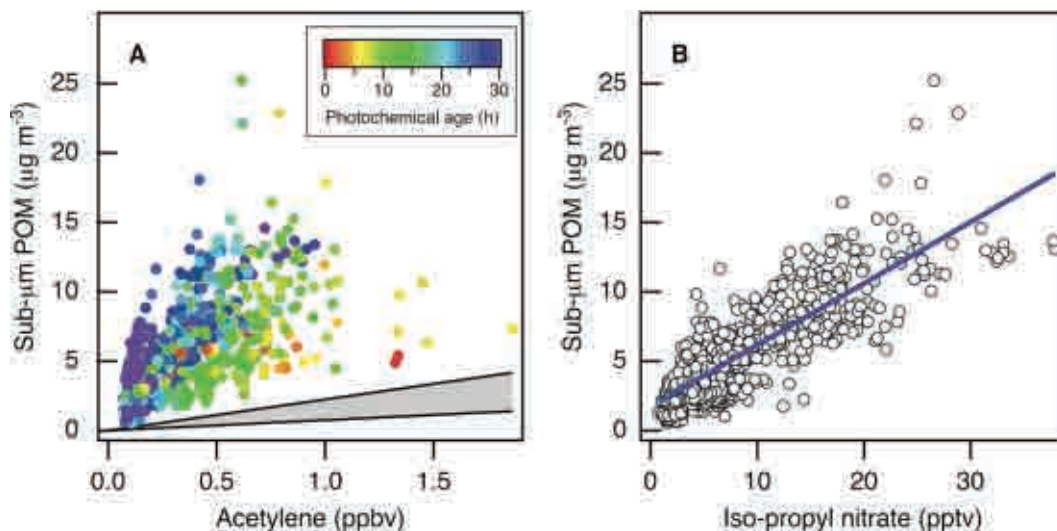 A
0 10 20 30
Photochemical age (h)
Sub-μm POM (μg m-3)
25
20
15
10
5
0
0.0 0.5 1.0 1.5
Acetylene (ppbv)
B
Sub-μm POM (μg m-3)
25
20
15
10
5
0
0 10 20 30
Iso-propyl nitrate (pptv)